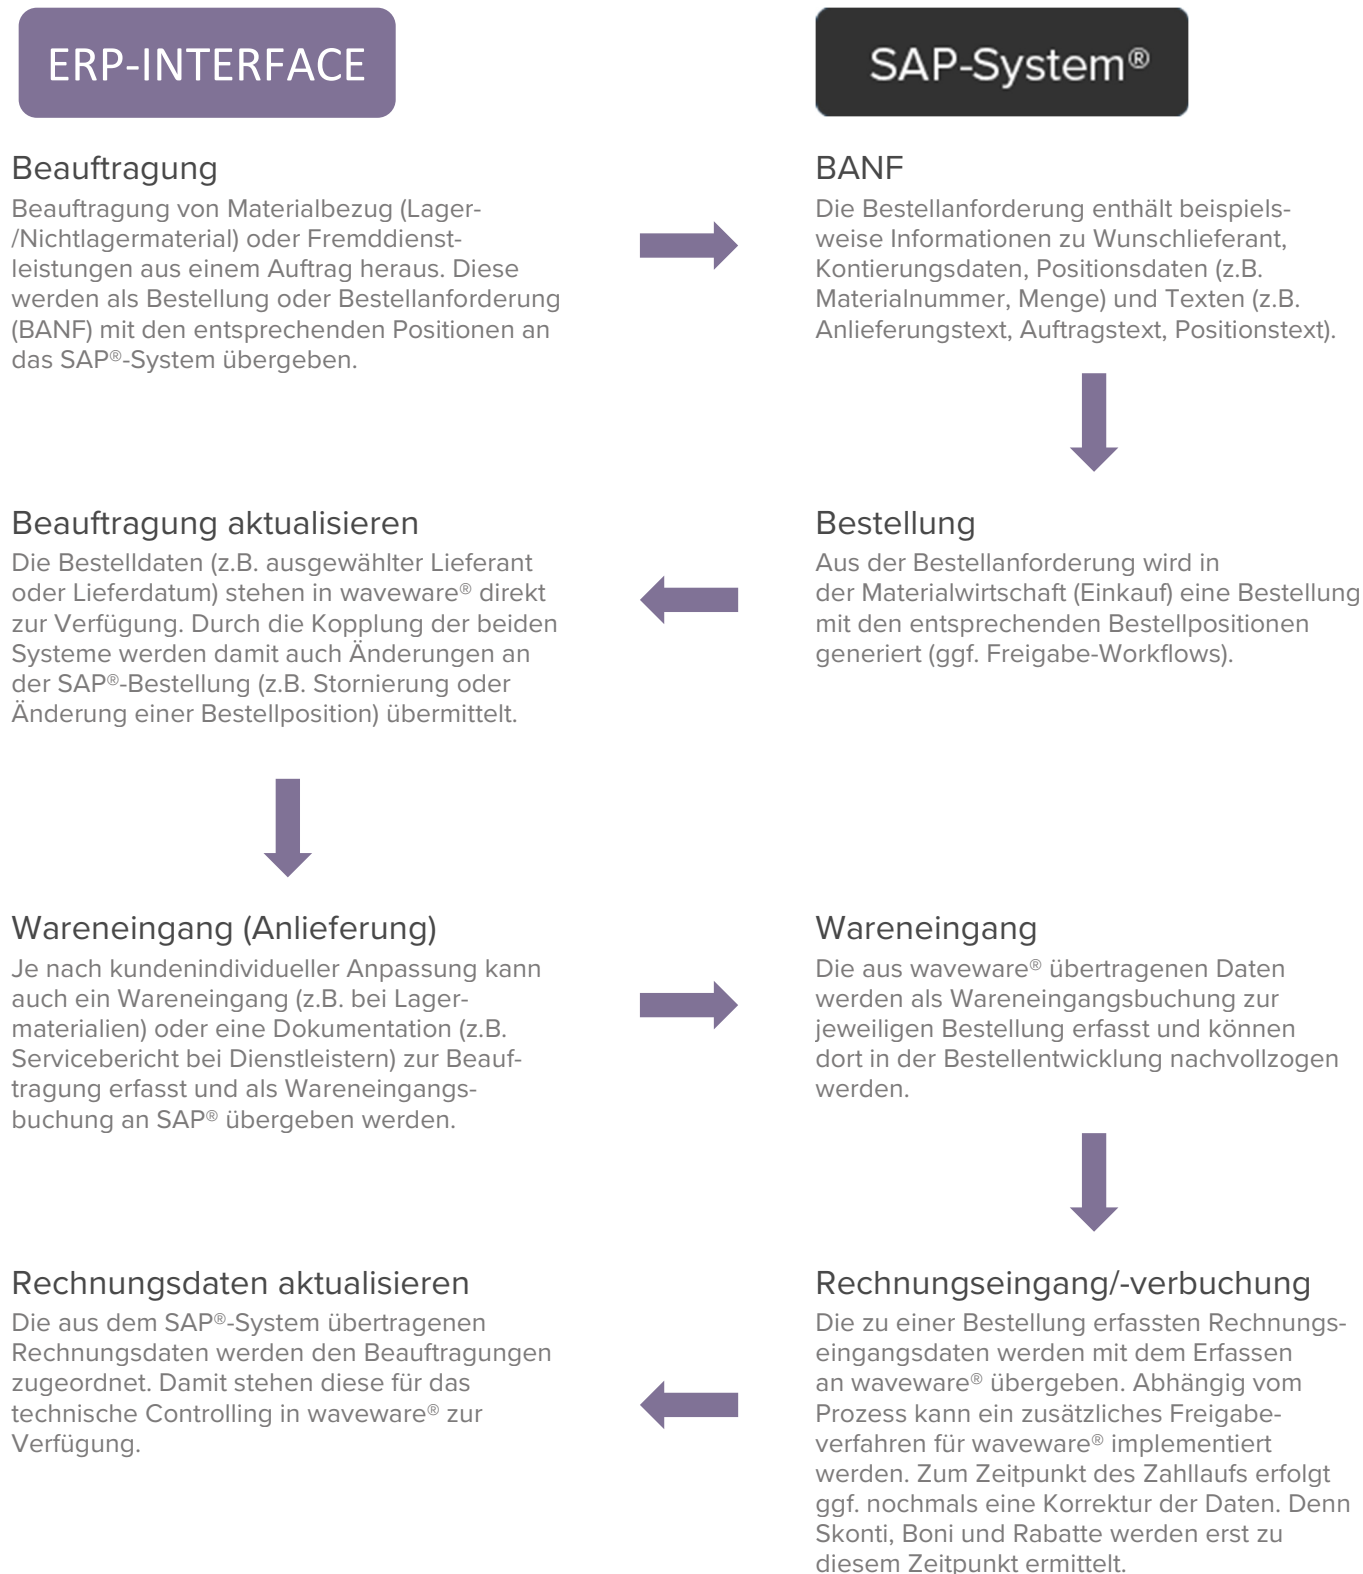 ERP-INTERFACE
SAP-System®
Beauftragung
Beauftragung von Materialbezug (Lager-
/Nichtlagermaterial) oder Fremddienst-
leistungen aus einem Auftrag heraus. Diese
werden als Bestellung oder Bestellanforderung
(BANF) mit den entsprechenden Positionen an
das SAP®-System übergeben.
BANF
Die Bestellanforderung enthält beispiels-
weise Informationen zu Wunschlieferant,
Kontierungsdaten, Positionsdaten (z.B.
Materialnummer, Menge) und Texten (z.B.
Anlieferungstext, Auftragstext, Positionstext).
Beauftragung aktualisieren
Die Bestelldaten (z.B. ausgewählter Lieferant
oder Lieferdatum) stehen in waveware® direkt
zur Verfügung. Durch die Kopplung der beiden
Systeme werden damit auch Änderungen an
der SAP®-Bestellung (z.B. Stornierung oder
Änderung einer Bestellposition) übermittelt.
Bestellung
Aus der Bestellanforderung wird in
der Materialwirtschaft (Einkauf) eine Bestellung
mit den entsprechenden Bestellpositionen
generiert (ggf. Freigabe-Workflows).
Wareneingang (Anlieferung)
Je nach kundenindividueller Anpassung kann
auch ein Wareneingang (z.B. bei Lager-
materialien) oder eine Dokumentation (z.B.
Servicebericht bei Dienstleistern) zur Beauf-
tragung erfasst und als Wareneingangs-
buchung an SAP® übergeben werden.
Wareneingang
Die aus waveware® übertragenen Daten
werden als Wareneingangsbuchung zur
jeweiligen Bestellung erfasst und können
dort in der Bestellentwicklung nachvollzogen
werden.
Rechnungsdaten aktualisieren
Die aus dem SAP®-System übertragenen
Rechnungsdaten werden den Beauftragungen
zugeordnet. Damit stehen diese für das
technische Controlling in waveware® zur
Verfügung.
Rechnungseingang/-verbuchung
Die zu einer Bestellung erfassten Rechnungs-
eingangsdaten werden mit dem Erfassen
an waveware® übergeben. Abhängig vom
Prozess kann ein zusätzliches Freigabe-
verfahren für waveware® implementiert
werden. Zum Zeitpunkt des Zahllaufs erfolgt
ggf. nochmals eine Korrektur der Daten. Denn
Skonti, Boni und Rabatte werden erst zu
diesem Zeitpunkt ermittelt.